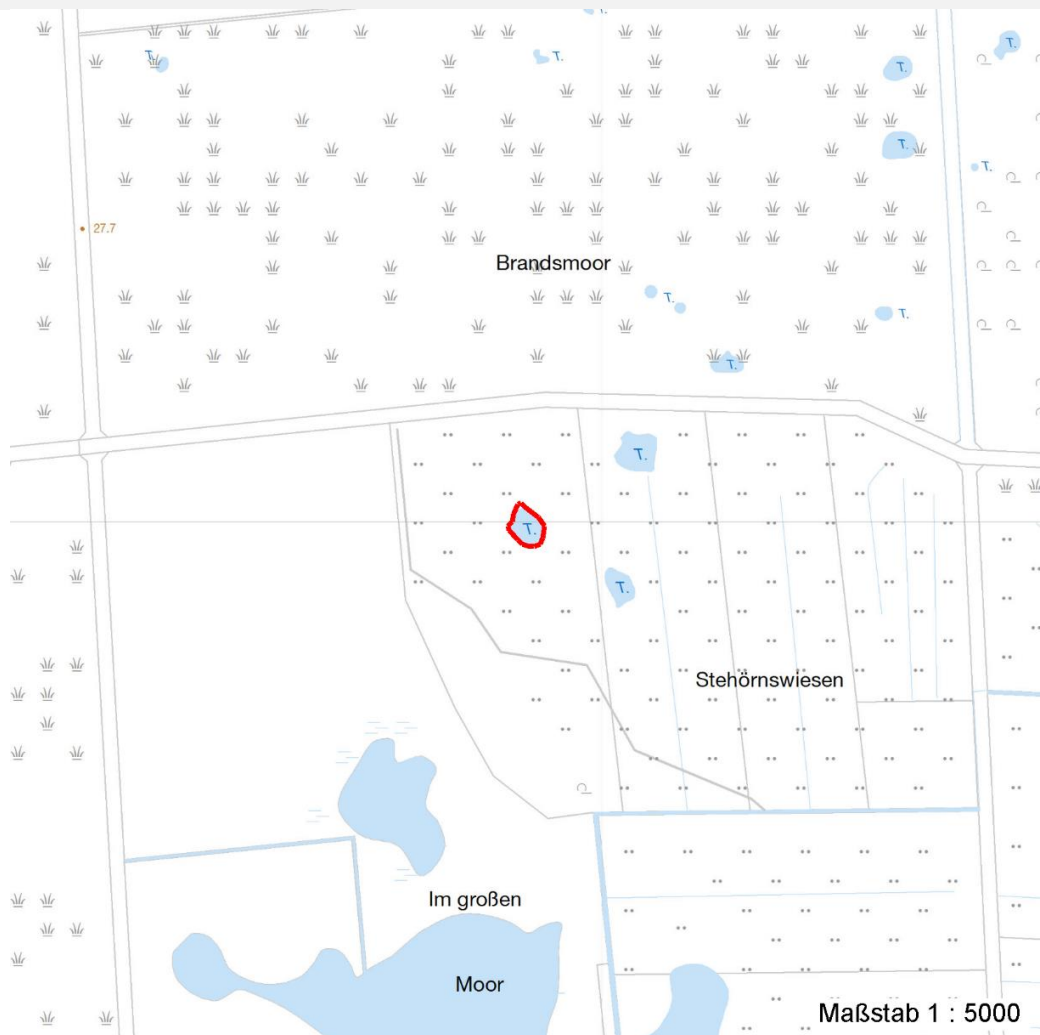 T.
T.
T.
T.
T.
T.
T.
27.7
Brandsmoor
T.
T.
T.
T.
T.
T.
Stehörnswiesen
Im großen
Moor
Maßstab 1 : 5000